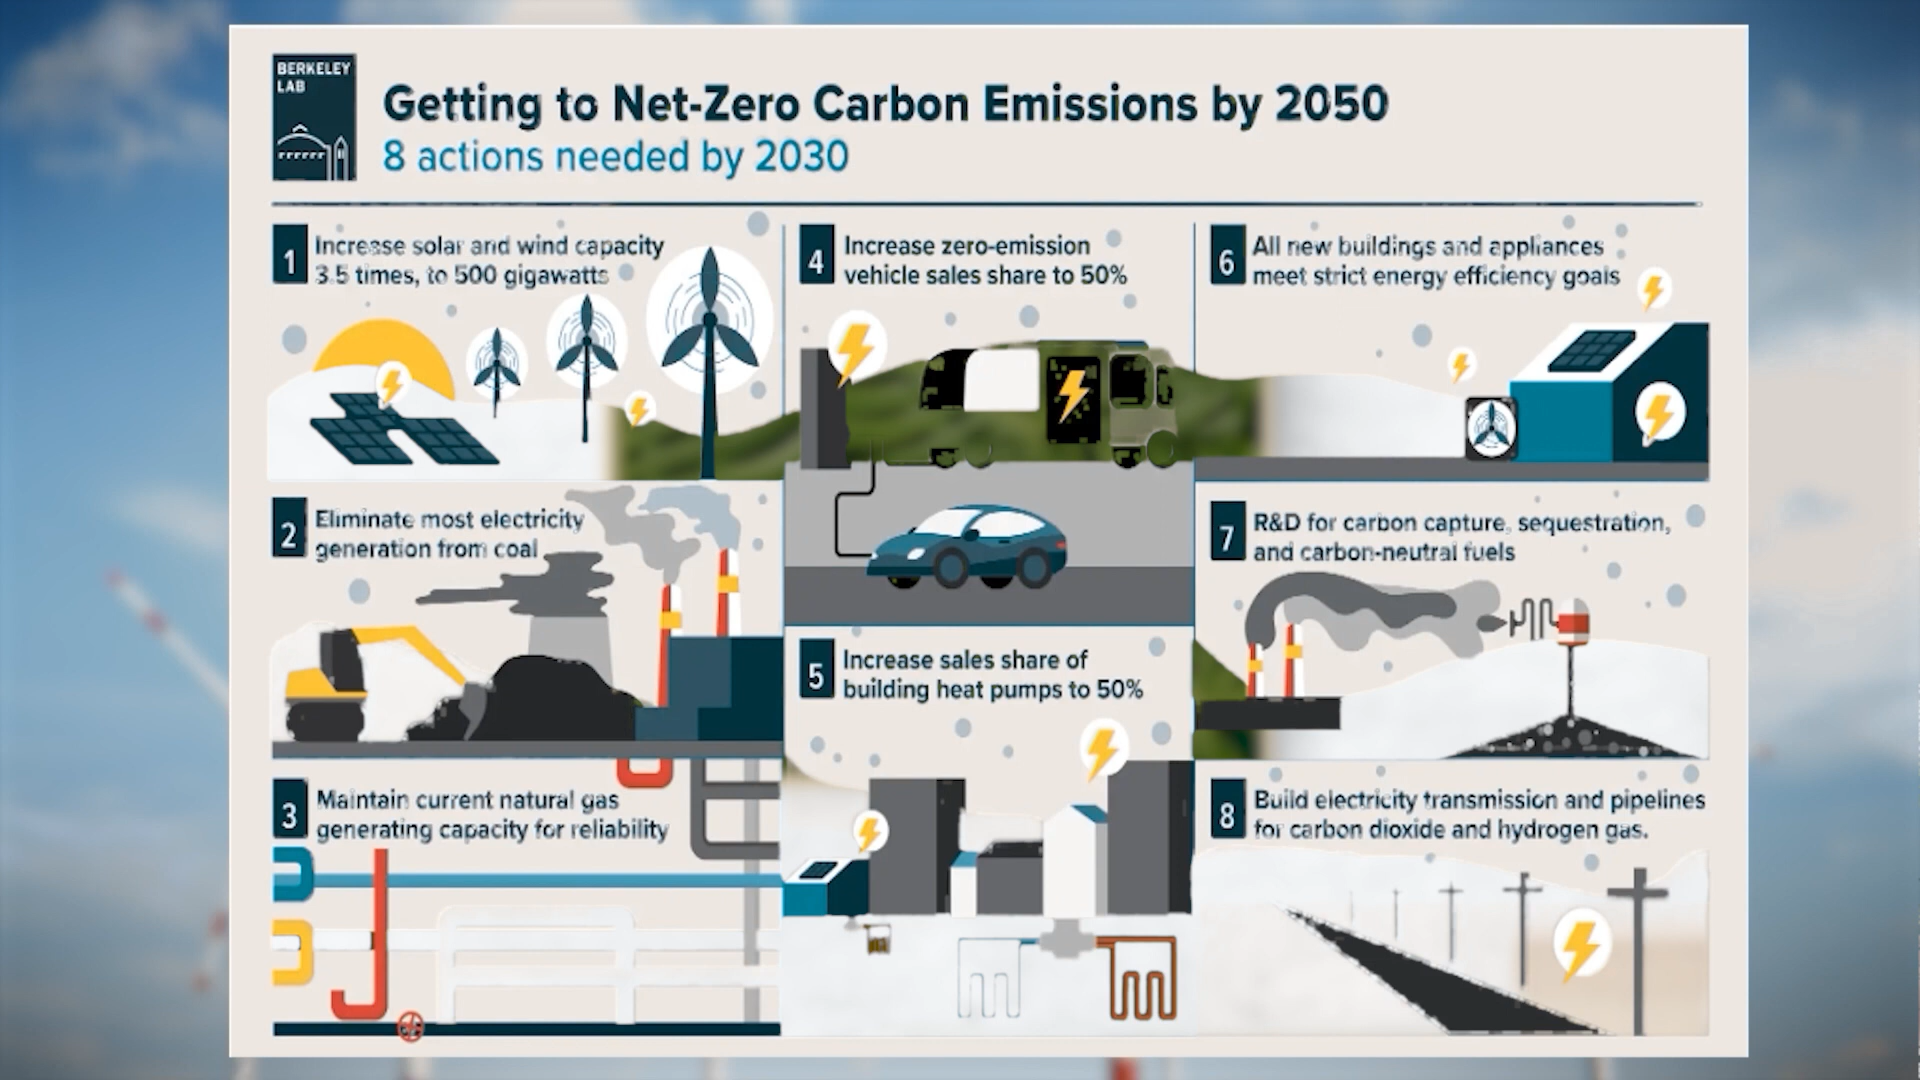 BERKELEY
LAB
Getting to Net-Zero Carbon Emissions by 2050
8 actions needed by 2030
1
Increase solar and wind capacity
3.5 times, to 500 gigawatts
2
Eliminate most electricity
generation from coal
3
Maintain current natural gas
generating capacity for reliability
4
Increase zero-emission
vehicle sales share to 50%
5
Increase sales share of
building heat pumps to 50%
6
All new buildings and appliances
meet strict energy efficiency goals
7
R&D for carbon capture, sequestration,
and carbon-neutral fuels
8
Build electricity transmission and pipelines
for carbon dioxide and hydrogen gas.